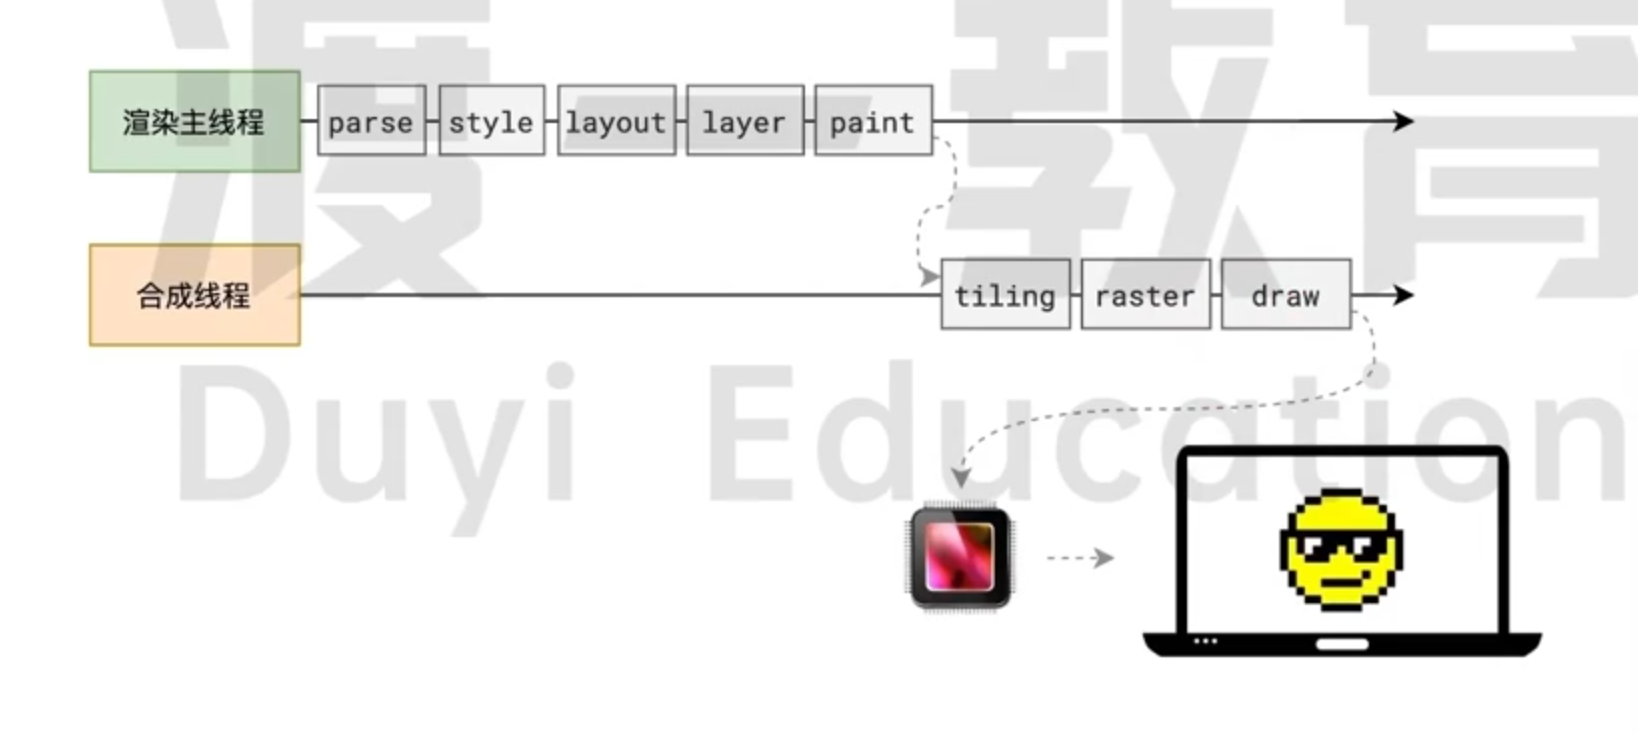 渡一教育
渲染主线程 parse style layout layer paint
合成线程 tiling raster draw
Duyi Education